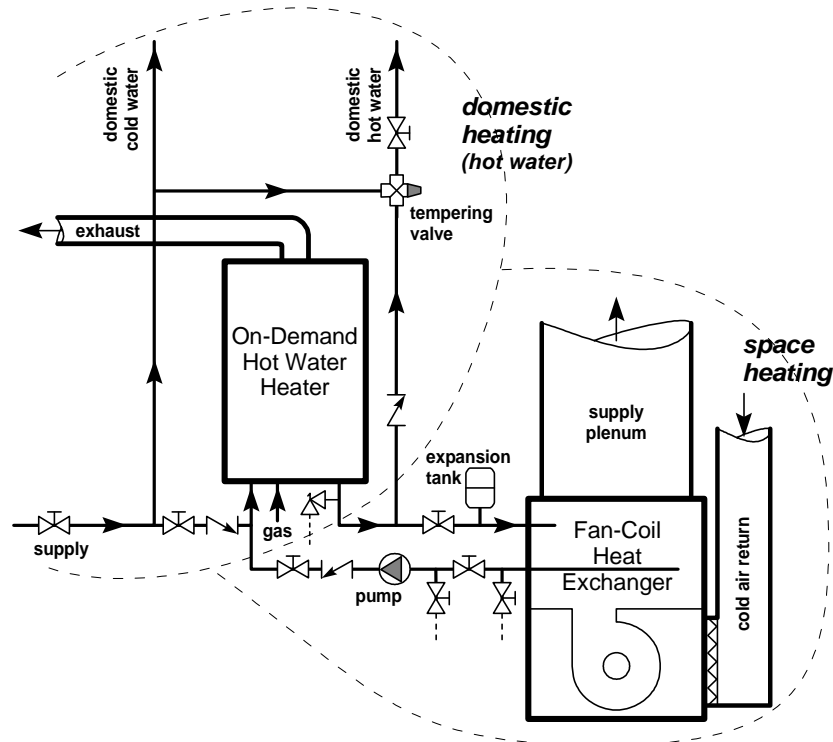 domestic
cold water
domestic
hot water
domestic
heating
(hot water)
tempering
valve
exhaust
On-Demand
Hot Water
Heater
space
heating
supply
plenum
expansion
tank
supply
gas
Fan-Coil
Heat
Exchanger
pump
cold air return